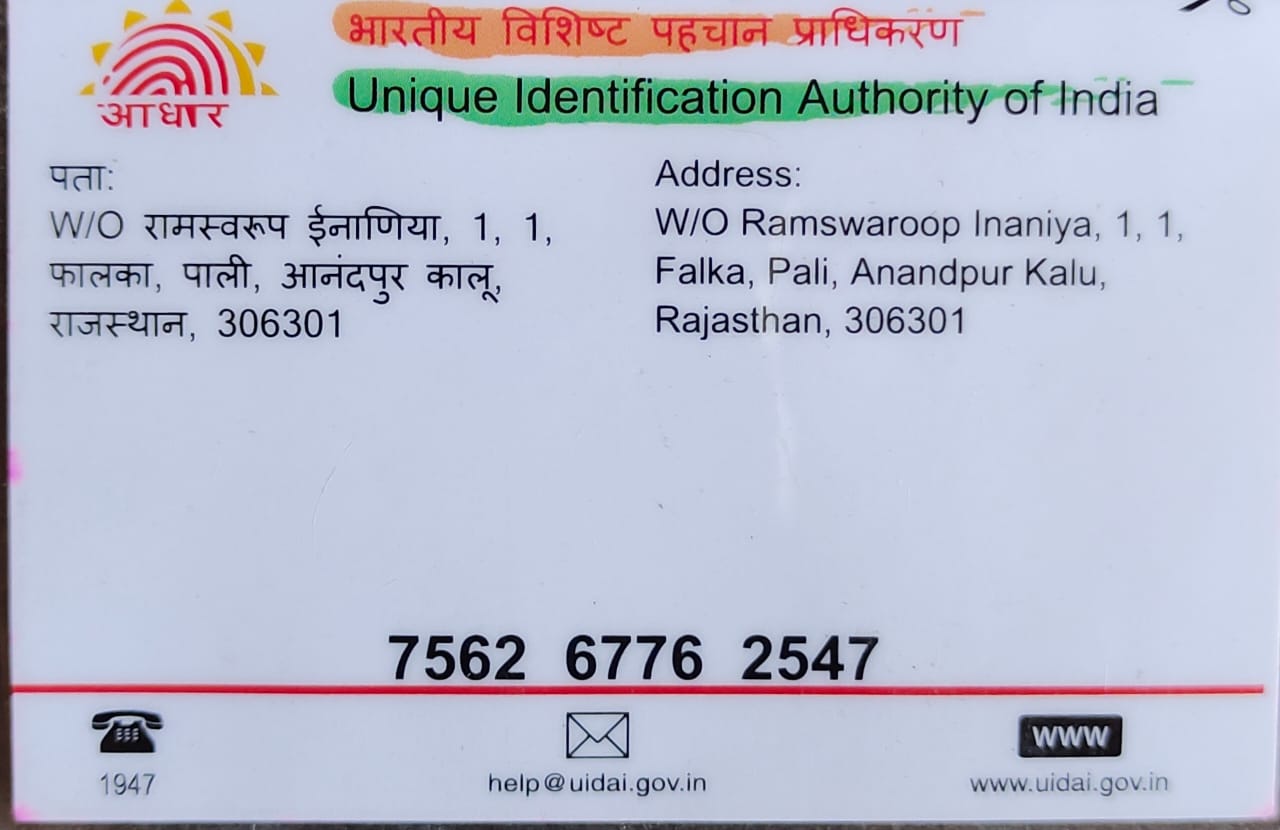 भारतीय विशिष्ट पहचान प्राधिकरण
Unique Identification Authority of India
आधार
पता:
W/O रामस्वरूप ईनाणिया, 1, 1,
फालका, पाली, आनंदपुर कालू,
राजस्थान, 306301
Address:
W/O Ramswaroop Inaniya, 1, 1,
Falka, Pali, Anandpur Kalu,
Rajasthan, 306301
7562 6776 2547
1947
help@uidai.gov.in
www
www.uidai.gov.in